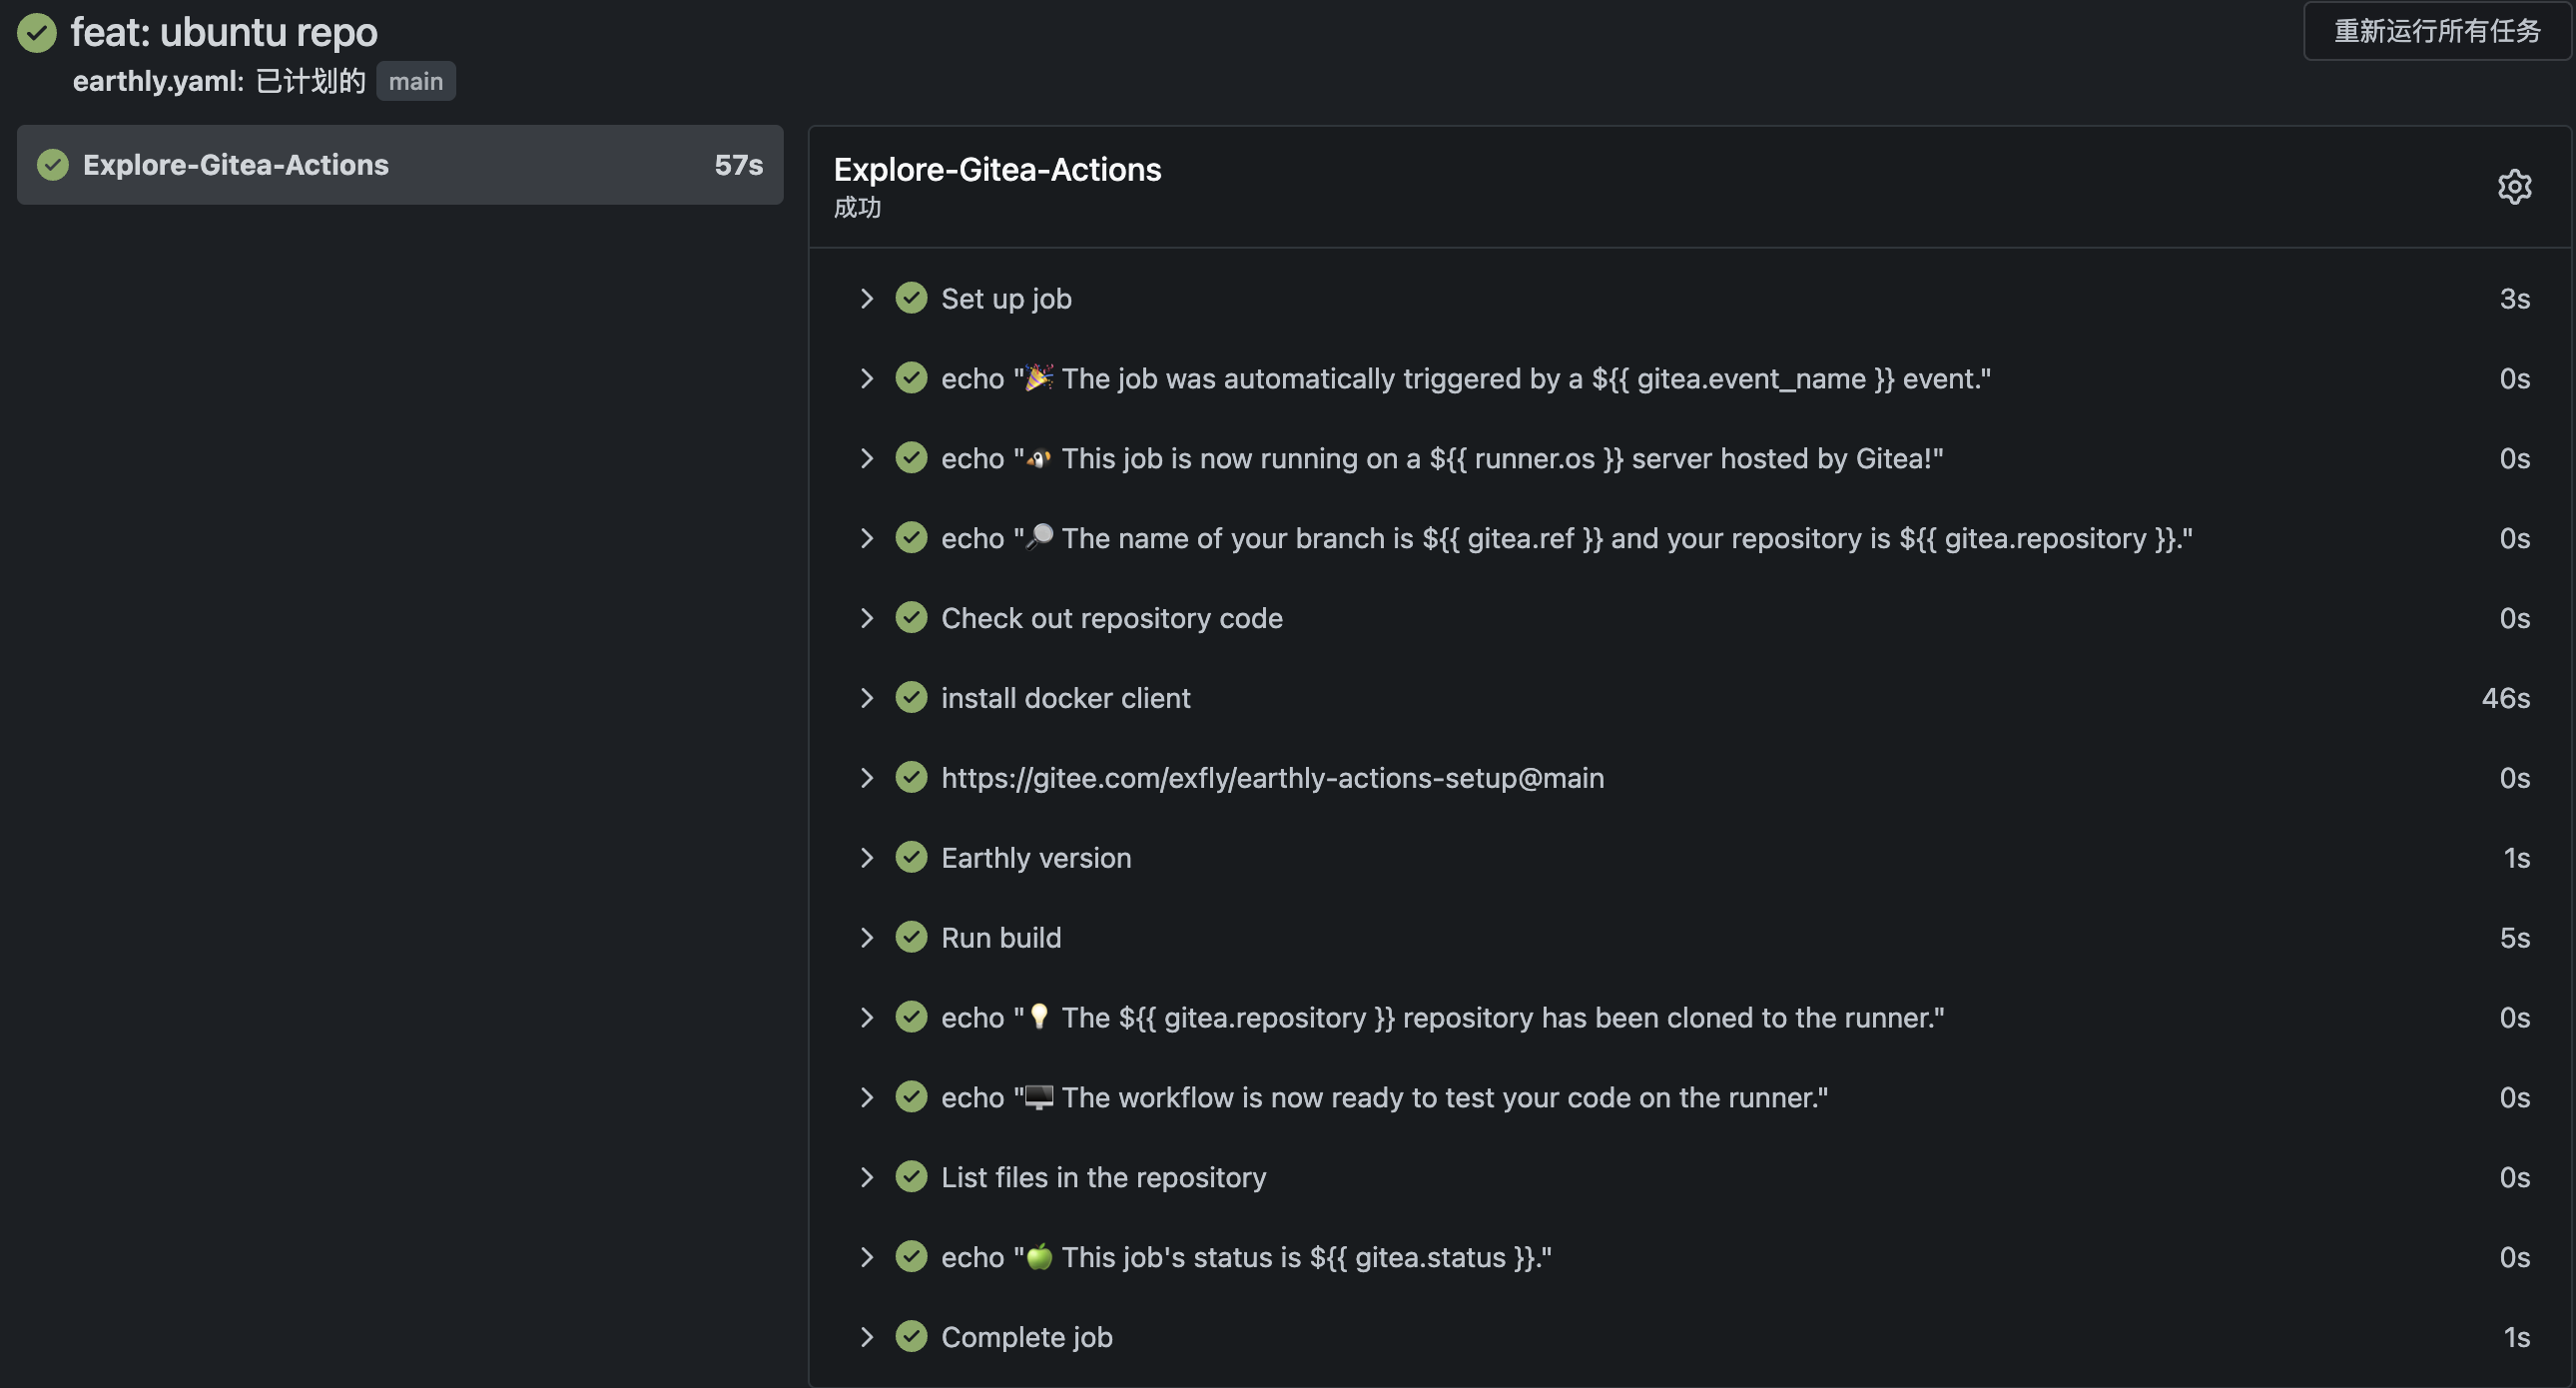 feat: ubuntu repo
重新运行所有任务
earthly.yaml: 已计划的 main
Explore-Gitea-Actions 57s
Explore-Gitea-Actions
成功
Set up job 3s
echo "🎉 The job was automatically triggered by a ${{ gitea.event_name }} event." 0s
echo "🐧 This job is now running on a ${{ runner.os }} server hosted by Gitea!" 0s
echo "🔎 The name of your branch is ${{ gitea.ref }} and your repository is ${{ gitea.repository }}." 0s
Check out repository code 0s
install docker client 46s
https://gitee.com/exfly/earthly-actions-setup@main 0s
Earthly version 1s
Run build 5s
echo "💡 The ${{ gitea.repository }} repository has been cloned to the runner." 0s
echo "🖥️ The workflow is now ready to test your code on the runner." 0s
List files in the repository 0s
echo "🍏 This job's status is ${{ gitea.status }}." 0s
Complete job 1s